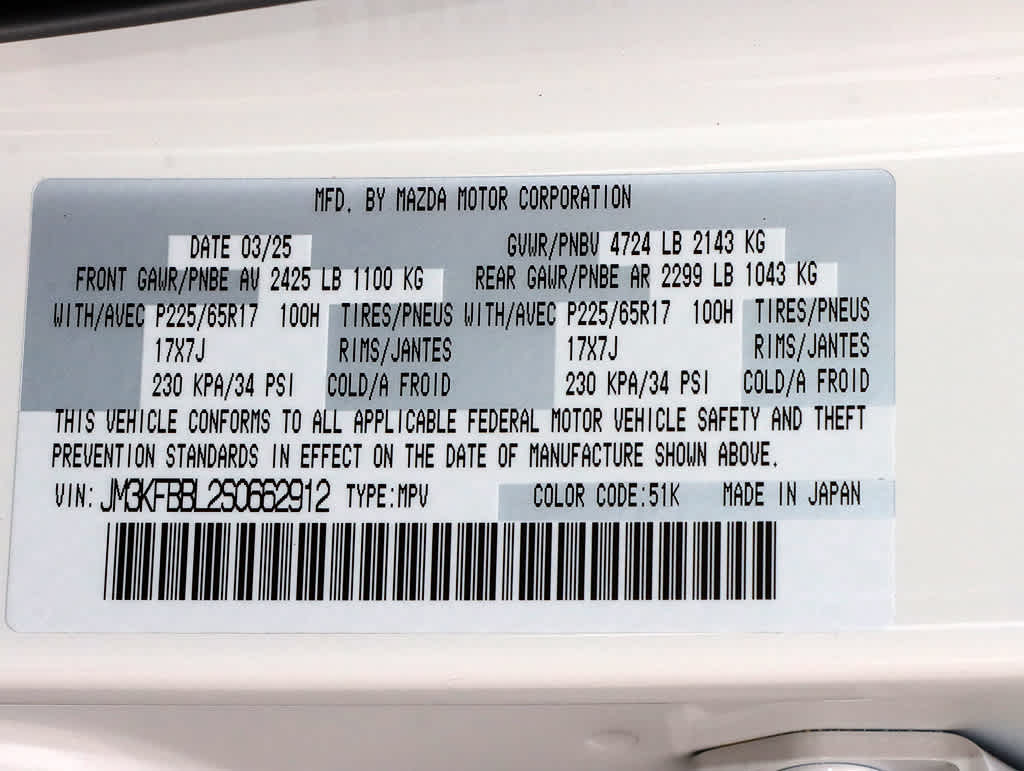 MFD. BY MAZDA MOTOR CORPORATION
DATE 03/25 GVWR/PNBV 4724 LB 2143 KG
FRONT GAWR/PNBE AV 2425 LB 1100 KG REAR GAWR/PNBE AR 2299 LB 1043 KG
WITH/AVEC P225/65R17 100H TIRES/PNEUS WITH/AVEC P225/65R17 100H TIRES/PNEUS
17X7J RIMS/JANTES 17X7J RIMS/JANTES
230 KPA/34 PSI COLD/A FROID 230 KPA/34 PSI COLD/A FROID
THIS VEHICLE CONFORMS TO ALL APPLICABLE FEDERAL MOTOR VEHICLE SAFETY AND THEFT
PREVENTION STANDARDS IN EFFECT ON THE DATE OF MANUFACTURE SHOWN ABOVE.
VIN: JM3KFBBL2S0662912 TYPE:MPV COLOR CODE:51K MADE IN JAPAN